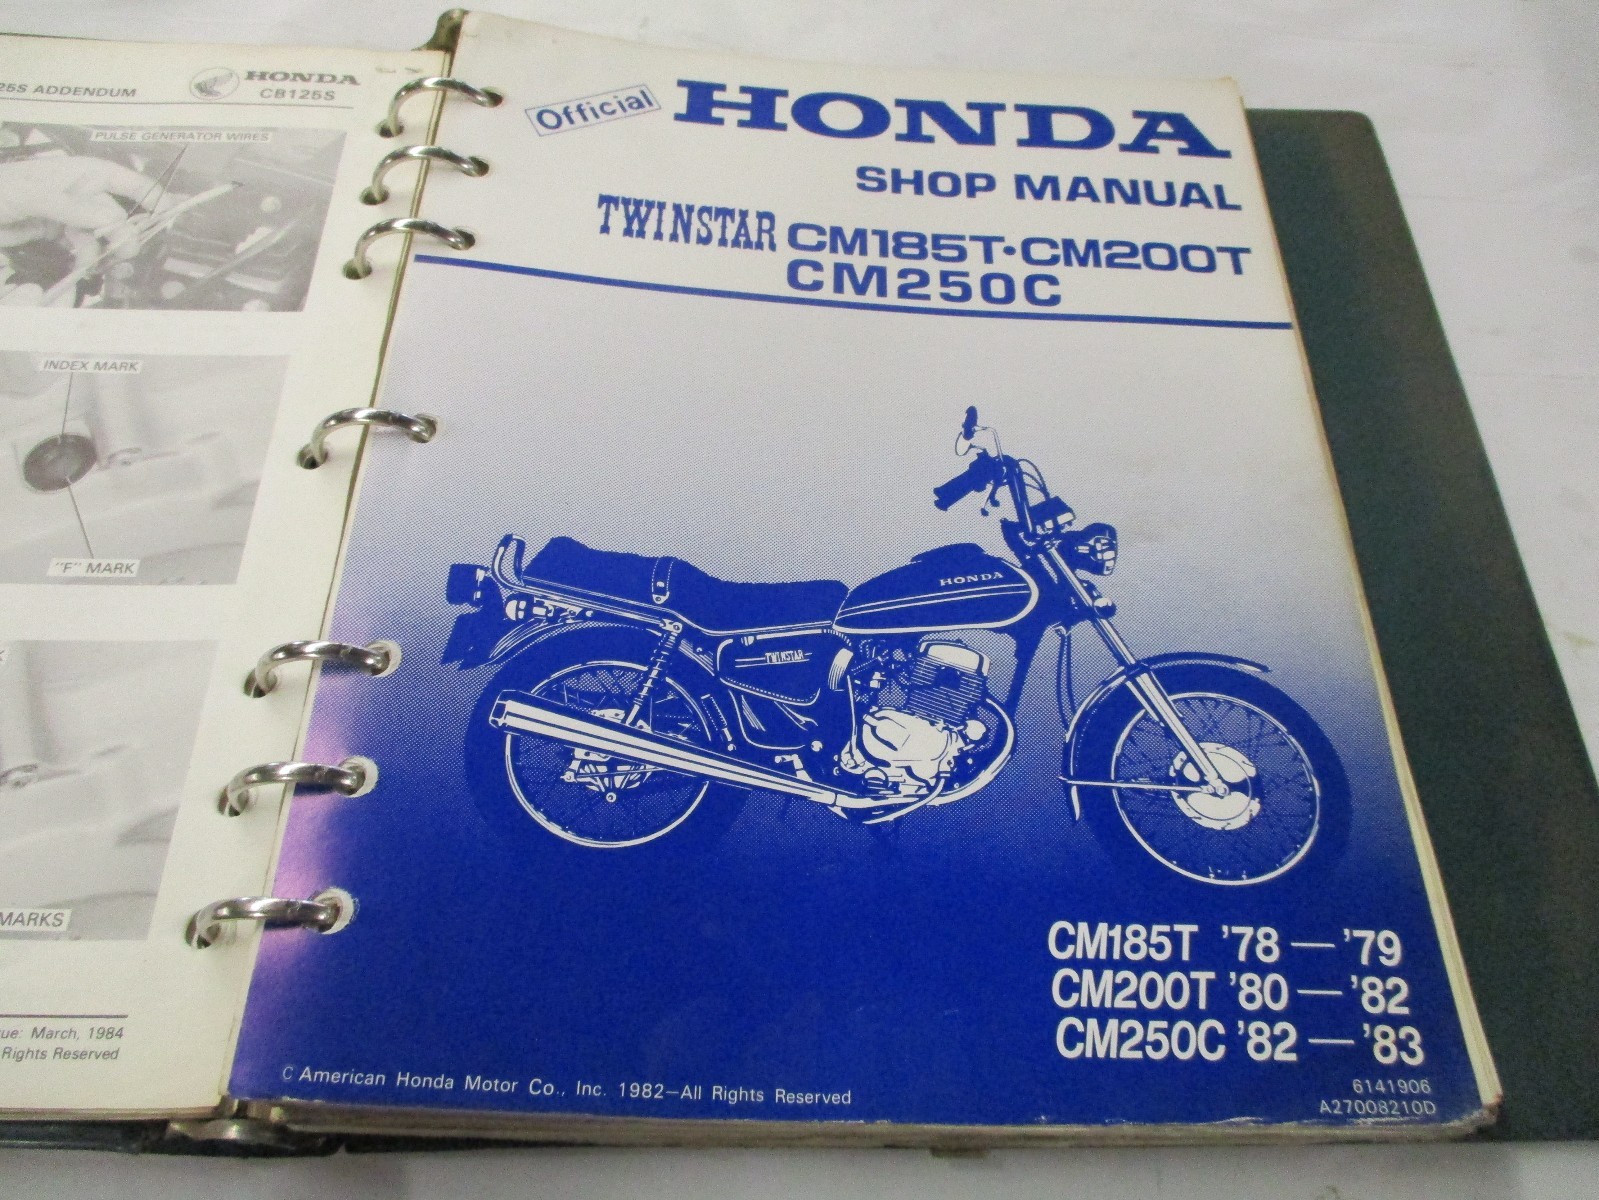 25S ADDENDUM
HONDA
CB125S
PULSE GENERATOR WIRES
INDEX MARK
"F" MARK
MARKS
ue: March, 1984
Rights Reserved
Official HONDA
SHOP MANUAL
TWINSTAR CM185T·CM200T
CM250C
HONDA
TWINSTAR
CM185T '78 — '79
CM200T '80 — '82
CM250C '82 — '83
6141906
A27008210D
© American Honda Motor Co., Inc. 1982—All Rights Reserved